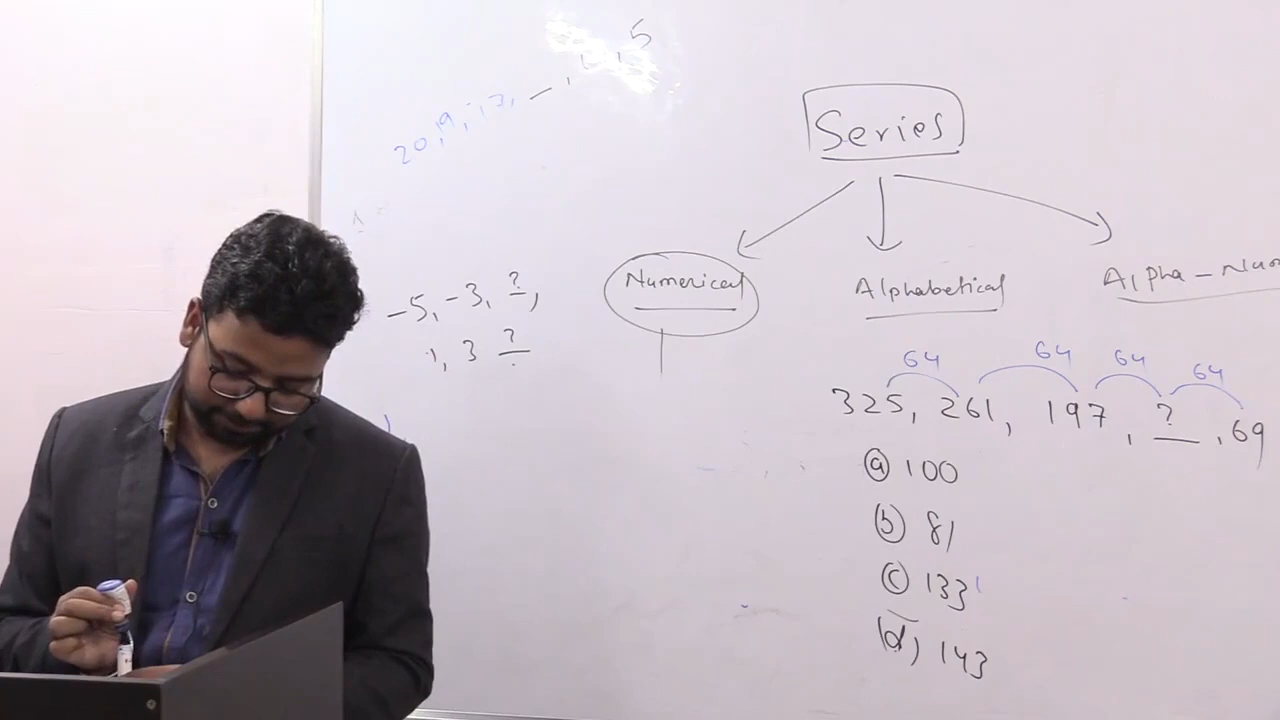 5
20, 19, 17, —
Series
Numerical
Alphabetical
Alpha - Num
-5, -3, ?,
1, 3 ?
64 64 64 64
325, 261, 197, ?, 69
(a) 100
(b) 81
(c) 133
(d) 143